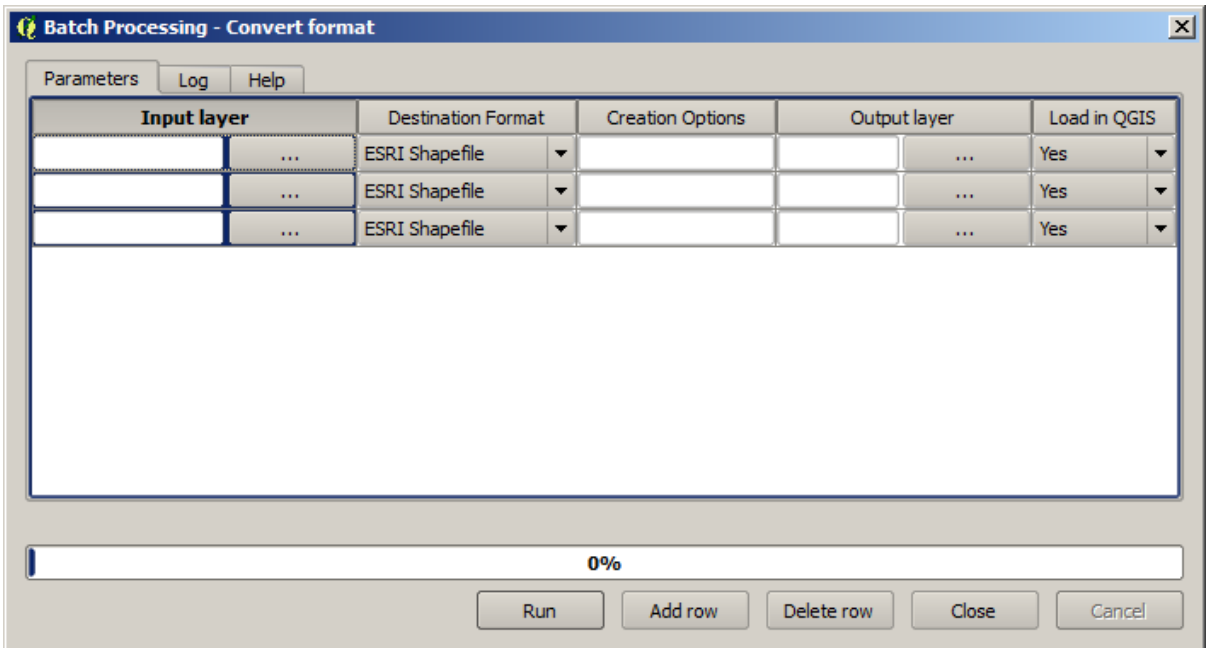 Batch Processing - Convert format
Parameters Log Help
Input layer Destination Format Creation Options Output layer Load in QGIS
... ESRI Shapefile ... Yes
... ESRI Shapefile ... Yes
... ESRI Shapefile ... Yes
0%
Run Add row Delete row Close Cancel